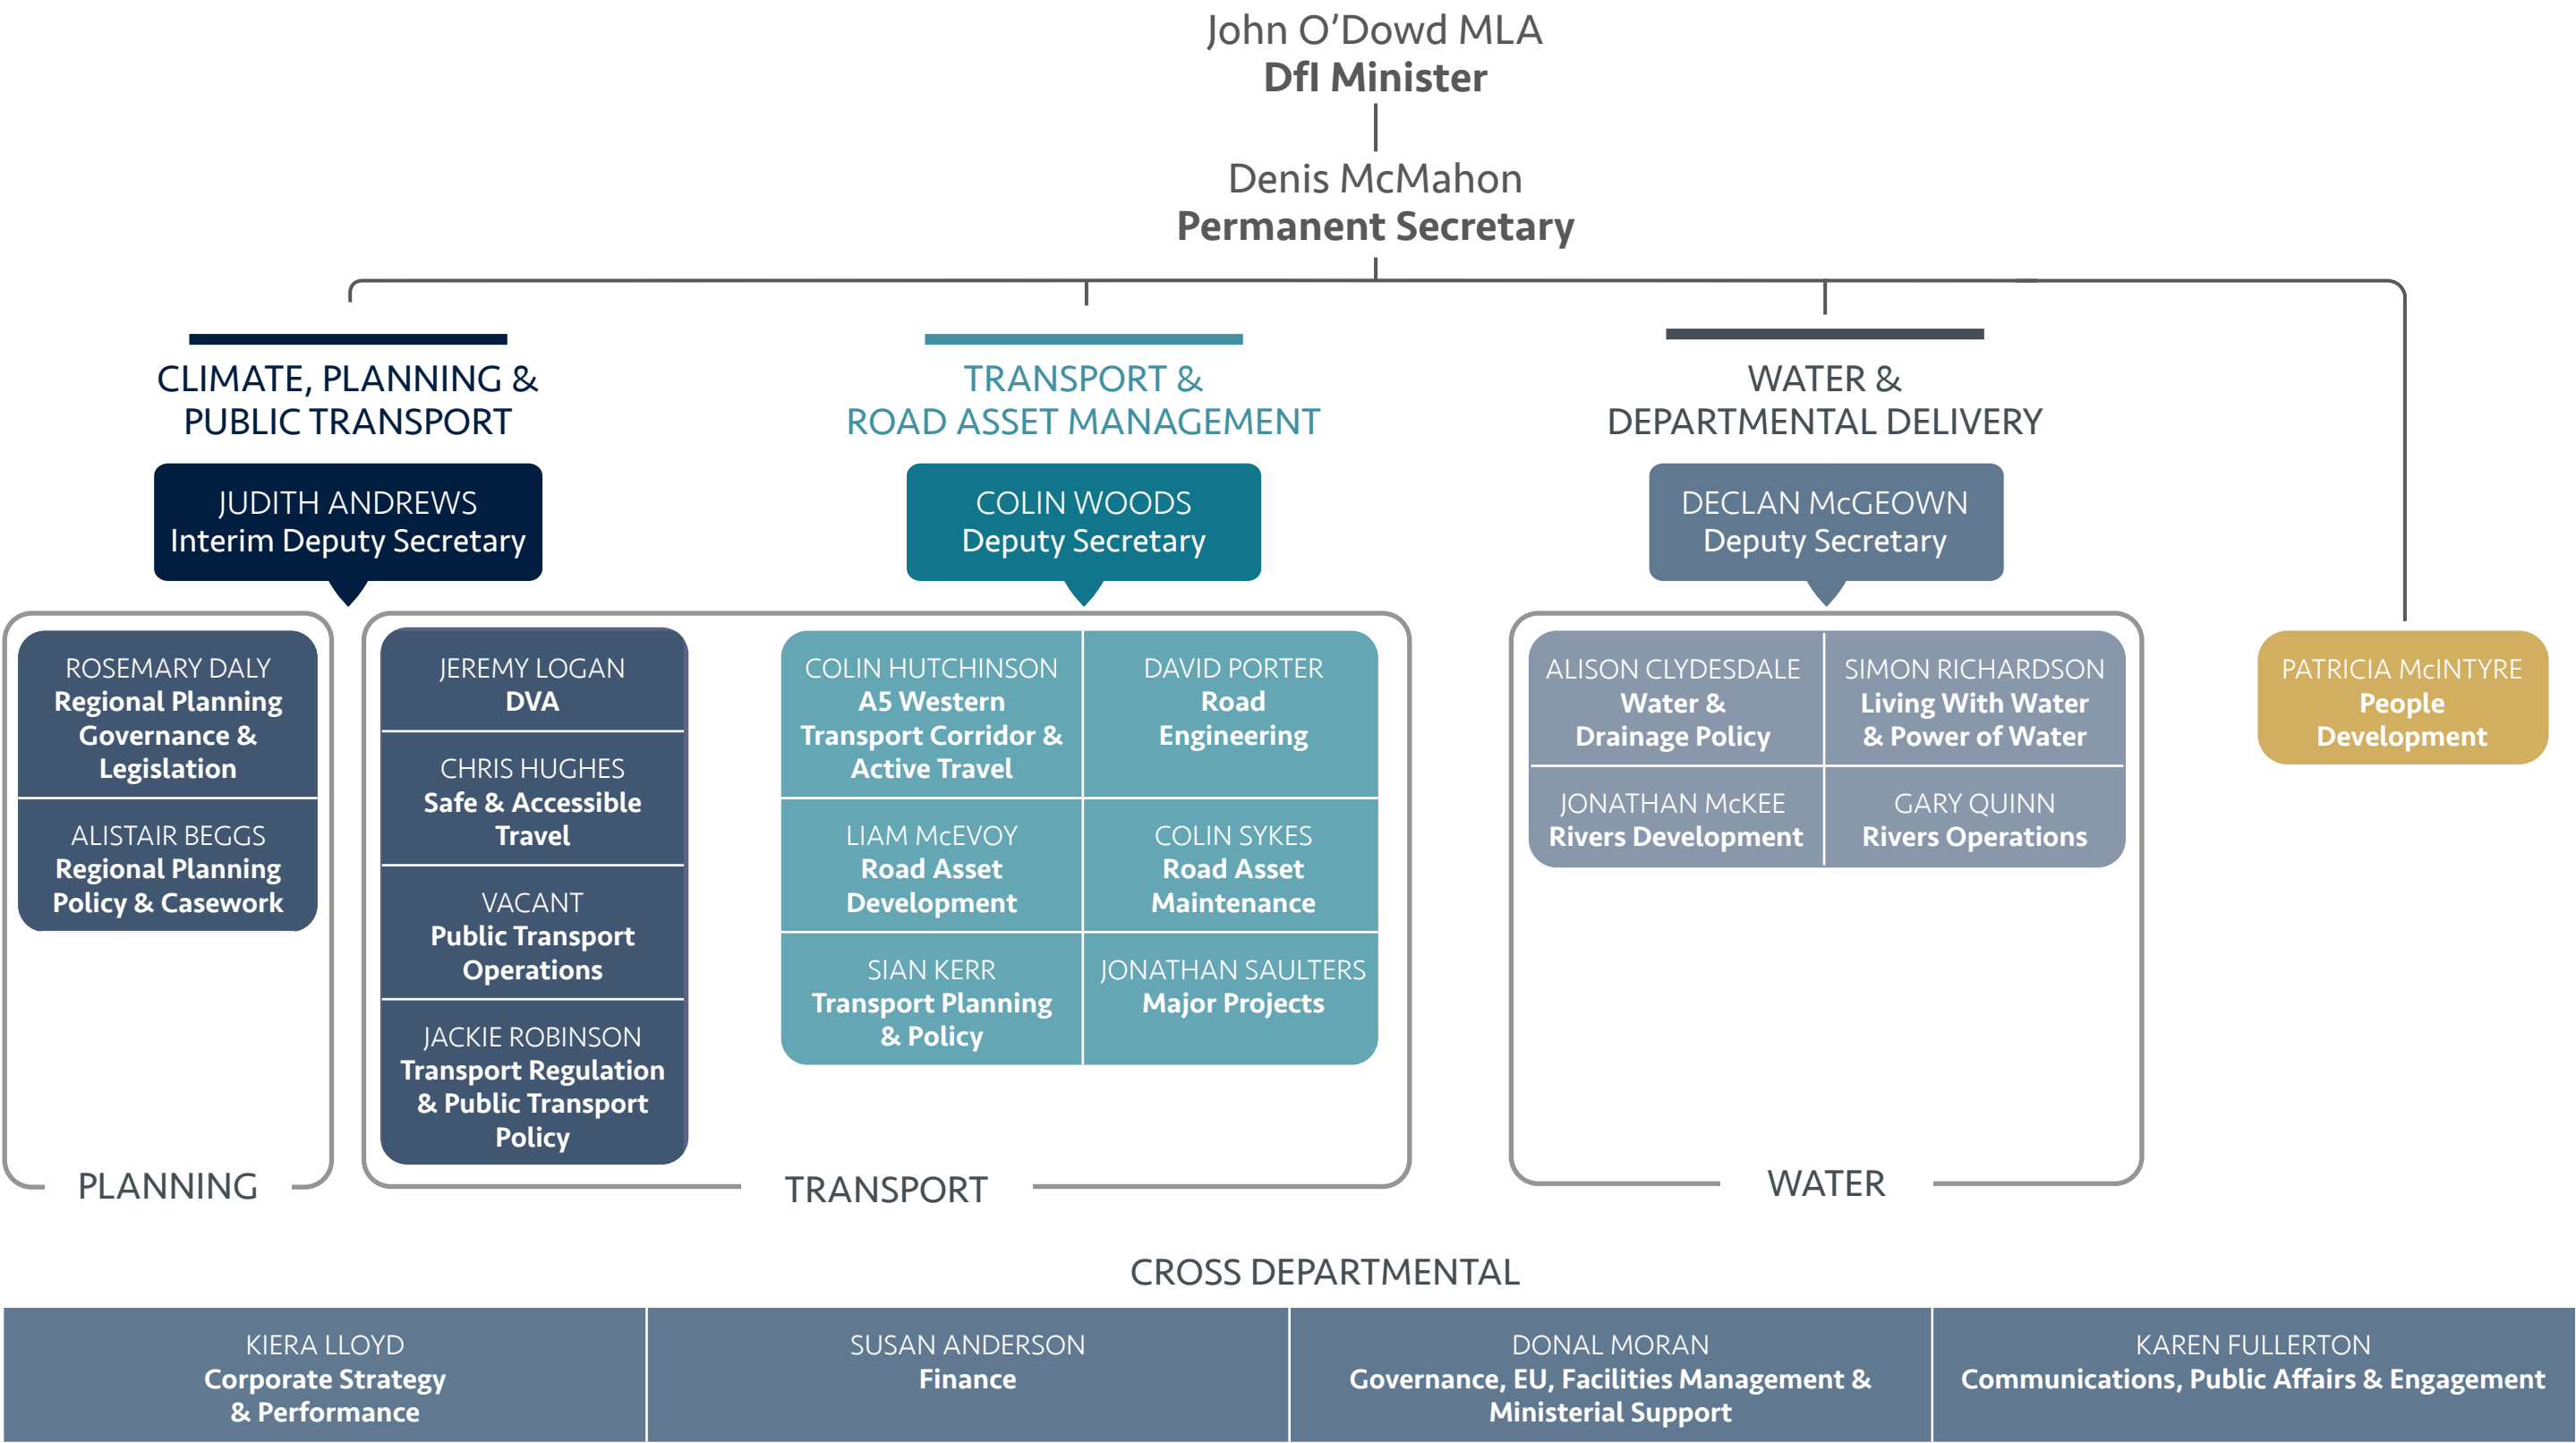 John O’Dowd MLA
DfI Minister
Denis McMahon
Permanent Secretary
CLIMATE, PLANNING &
PUBLIC TRANSPORT
JUDITH ANDREWS
Interim Deputy Secretary
TRANSPORT &
ROAD ASSET MANAGEMENT
COLIN WOODS
Deputy Secretary
WATER &
DEPARTMENTAL DELIVERY
DECLAN McGEOWN
Deputy Secretary
ROSEMARY DALY
Regional Planning
Governance &
Legislation
ALISTAIR BEGGS
Regional Planning
Policy & Casework
PLANNING
JEREMY LOGAN
DVA
CHRIS HUGHES
Safe & Accessible
Travel
VACANT
Public Transport
Operations
JACKIE ROBINSON
Transport Regulation
& Public Transport
Policy
COLIN HUTCHINSON
A5 Western
Transport Corridor &
Active Travel
DAVID PORTER
Road
Engineering
LIAM McEVOY
Road Asset
Development
COLIN SYKES
Road Asset
Maintenance
SIAN KERR
Transport Planning
& Policy
JONATHAN SAULTERS
Major Projects
TRANSPORT
ALISON CLYDESDALE
Water &
Drainage Policy
SIMON RICHARDSON
Living With Water
& Power of Water
JONATHAN McKEE
Rivers Development
GARY QUINN
Rivers Operations
WATER
PATRICIA McINTYRE
People
Development
CROSS DEPARTMENTAL
KIERA LLOYD
Corporate Strategy
& Performance
SUSAN ANDERSON
Finance
DONAL MORAN
Governance, EU, Facilities Management &
Ministerial Support
KAREN FULLERTON
Communications, Public Affairs & Engagement